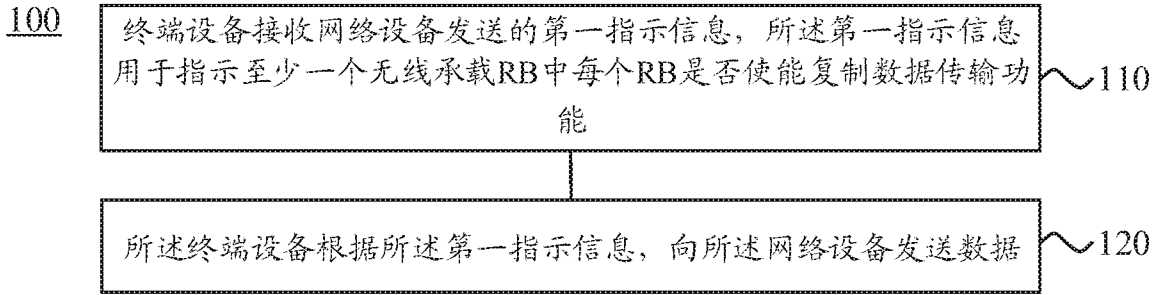 100
终端设备接收网络设备发送的第一指示信息，所述第一指示信息
用于指示至少一个无线承载RB中每个RB是否使能复制数据传输功
能
110
所述终端设备根据所述第一指示信息，向所述网络设备发送数据
120